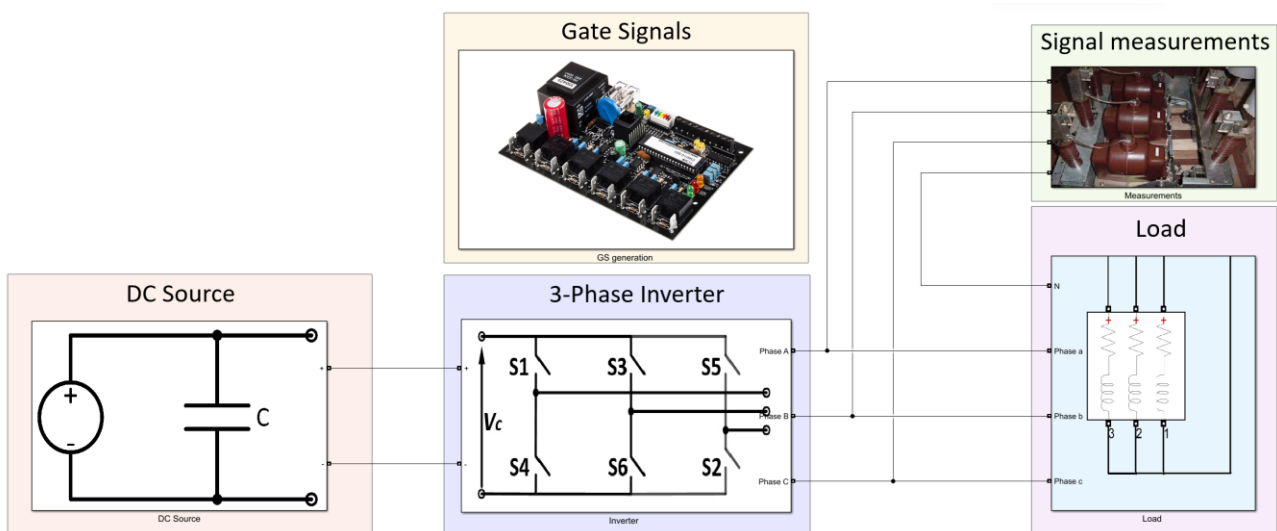 Gate Signals
GS generation
Signal measurements
Measurements
DC Source
+
-
C
+
-
DC Source
3-Phase Inverter
+
-
Vc
S1
S3
S5
S4
S6
S2
Phase A
Phase B
Phase C
Inverter
Load
N
Phase a
Phase b
Phase c
+
+
+
3
2
1
Load